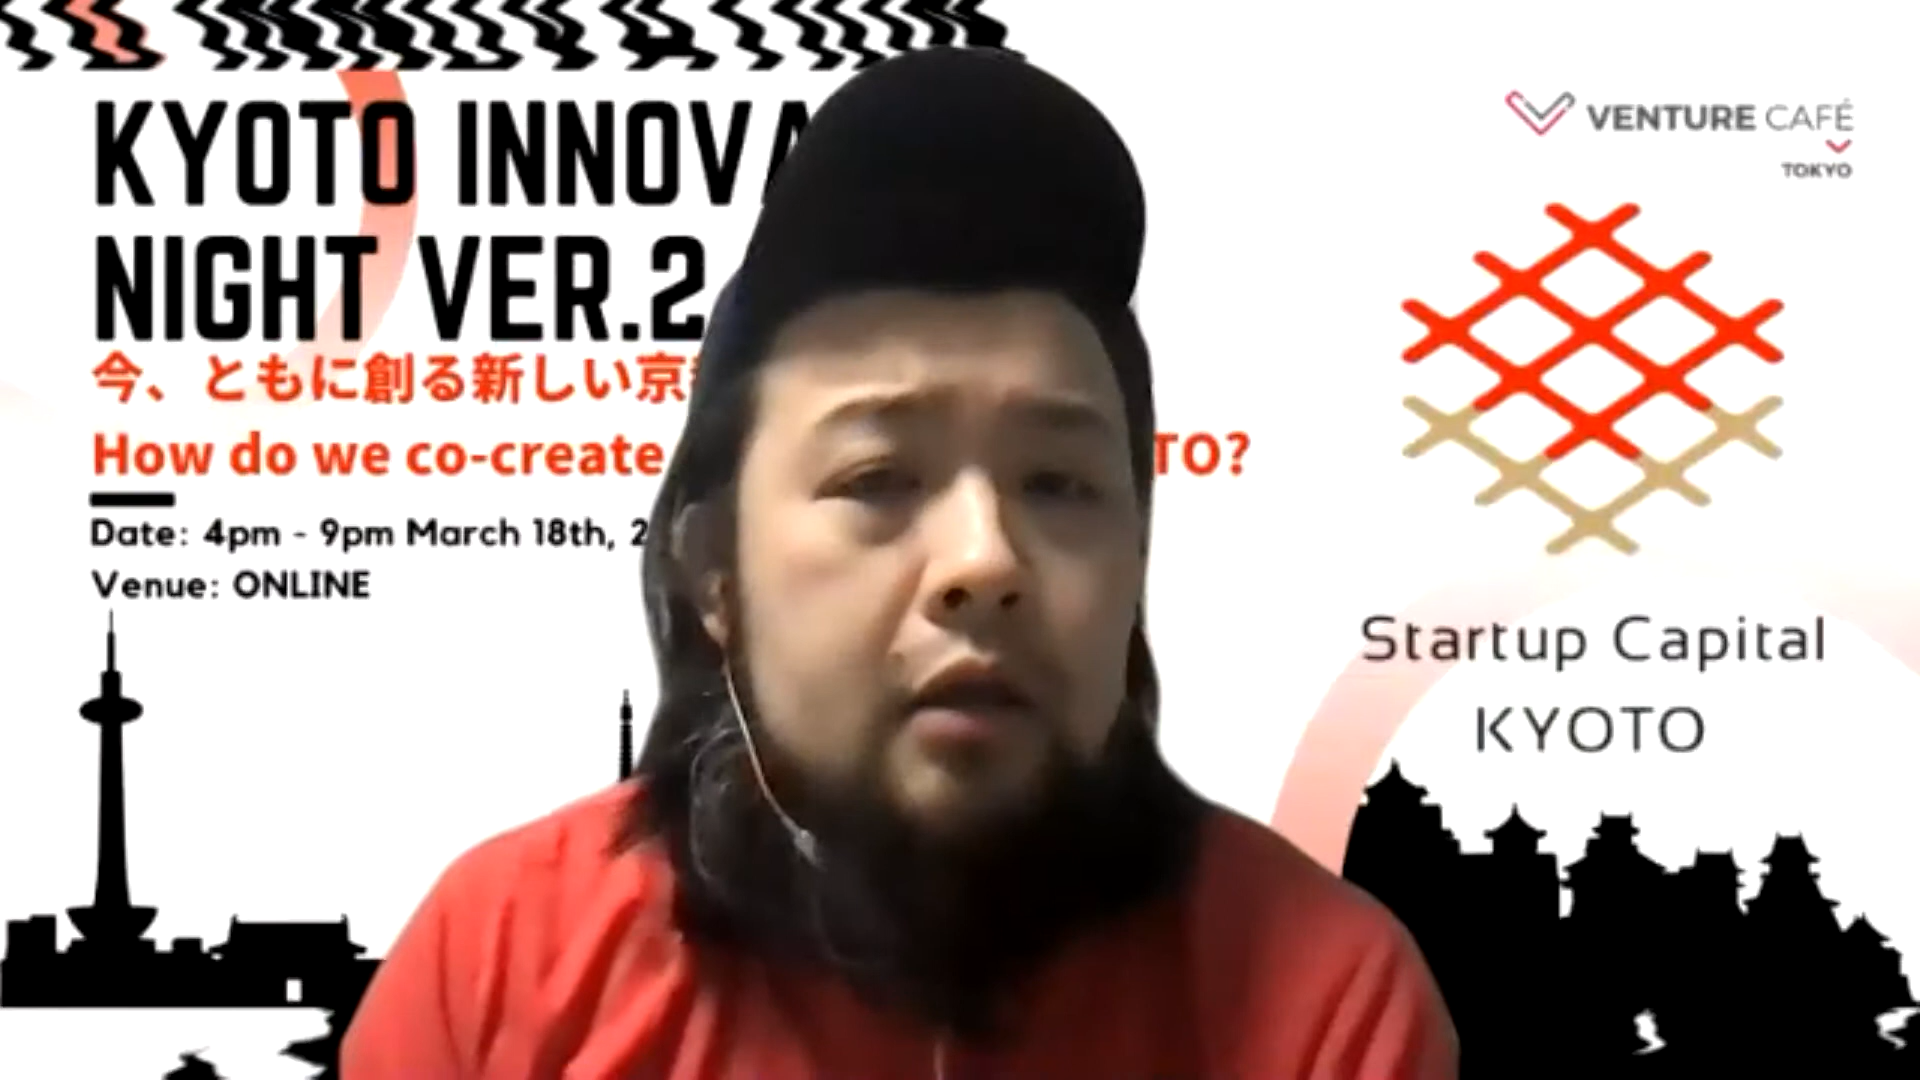 KYOTO INNOVA
NIGHT VER.2
今、ともに創る新しい京
How do we co-create TO?
Date: 4pm - 9pm March 18th, 2
Venue: ONLINE
VENTURE CAFÉ
TOKYO
Startup Capital
KYOTO